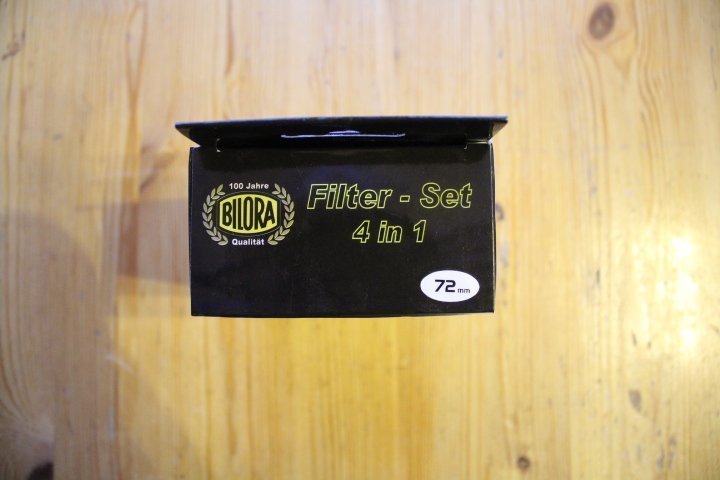 100 Jahre
BILORA
Qualität
Filter - Set
4 in 1
72 mm